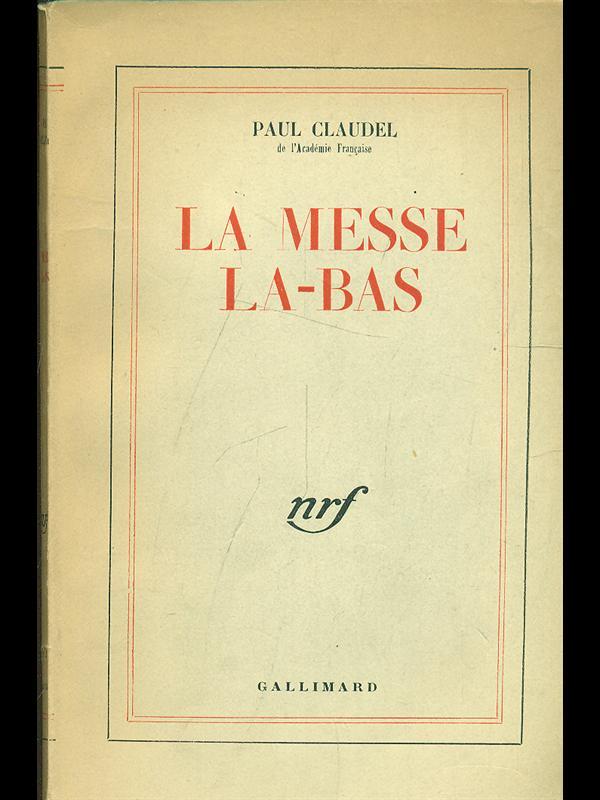 PAUL CLAUDEL
de l'Académie Française
LA MESSE
LA-BAS
nrf
GALLIMARD